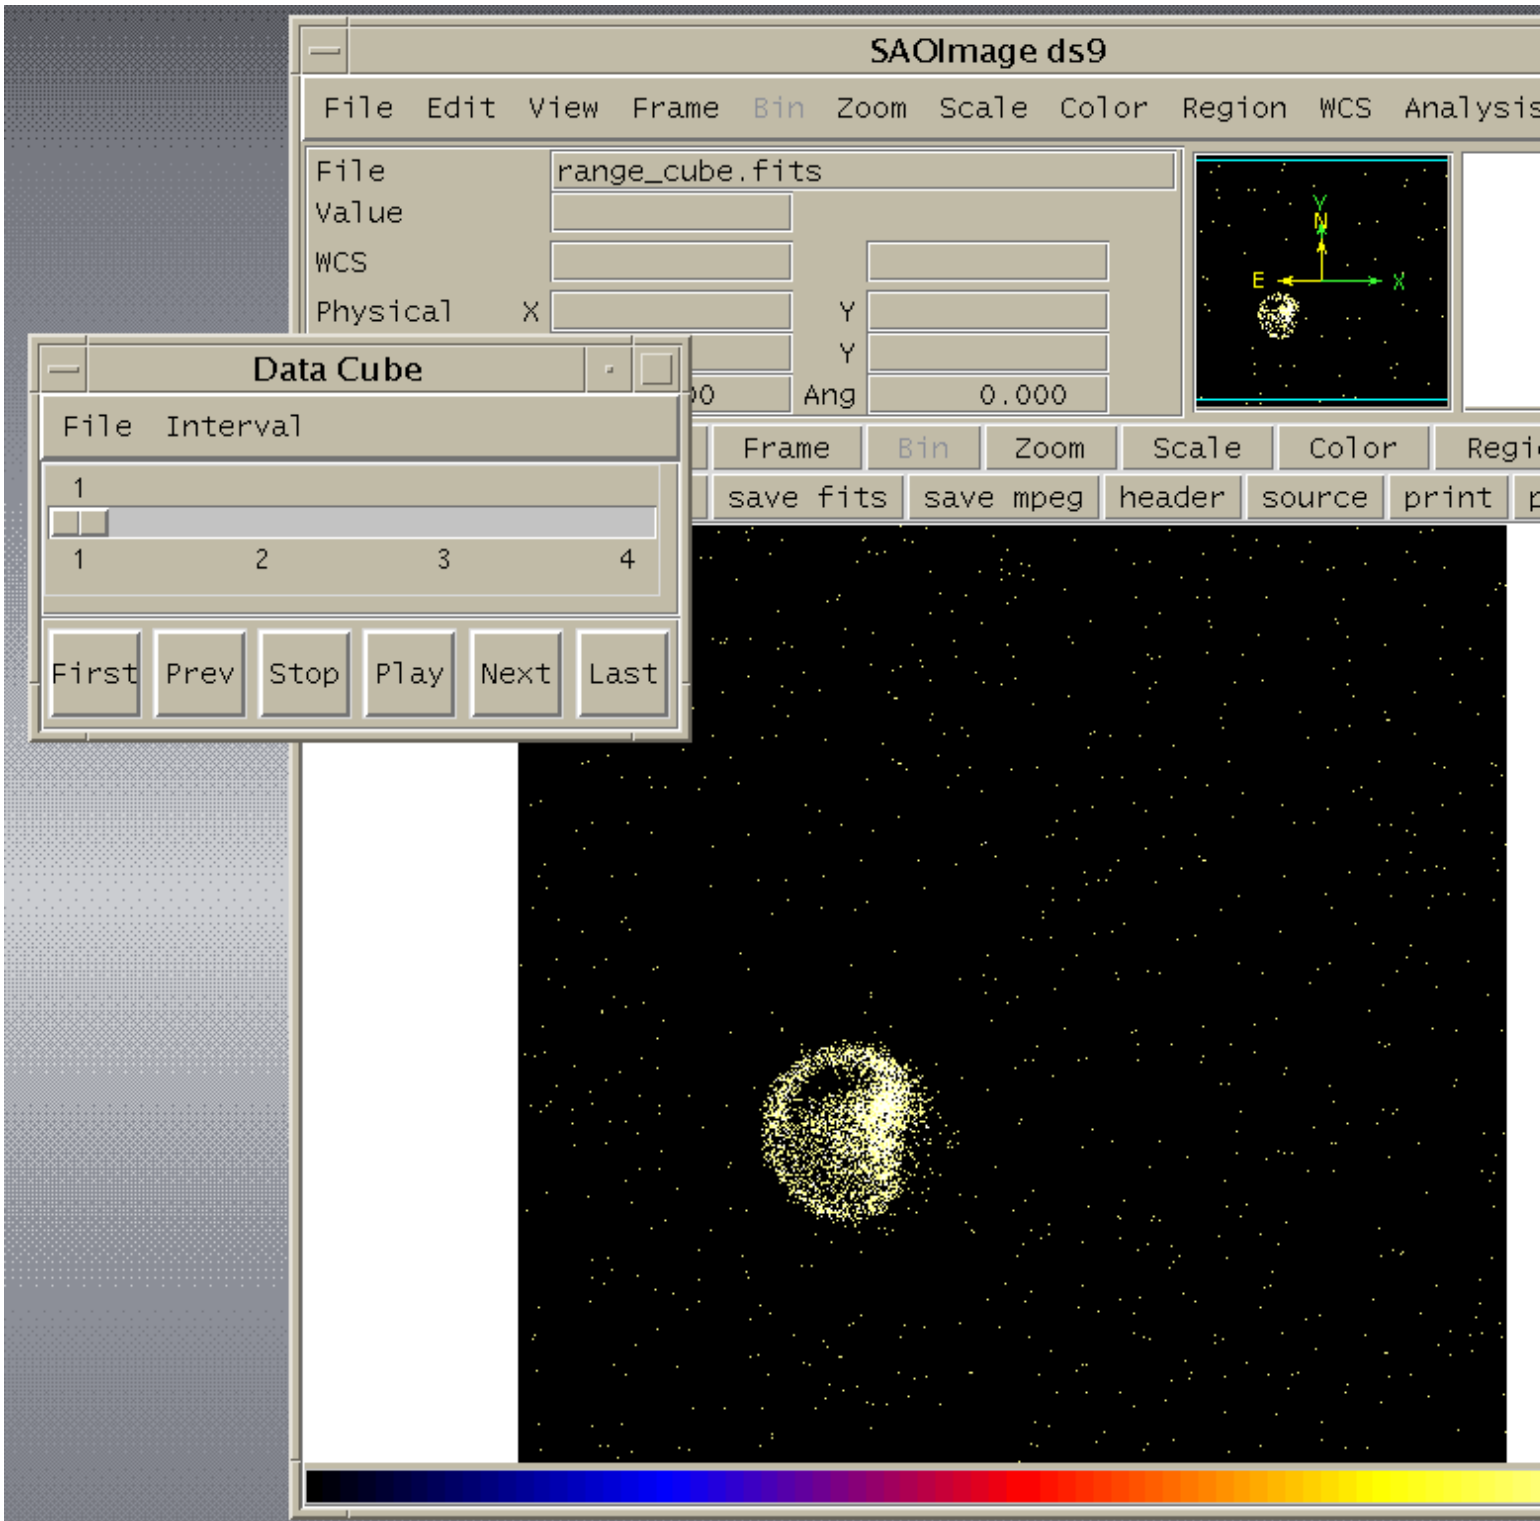 SAOImage ds9
File Edit View Frame Bin Zoom Scale Color Region WCS Analysis
File range_cube.fits
Value
WCS
Physical X Y
Y
Ang 0.000
Y
N
E X
Data Cube
File Interval
1
1 2 3 4
First Prev Stop Play Next Last
Frame Bin Zoom Scale Color
save fits save mpeg header source print